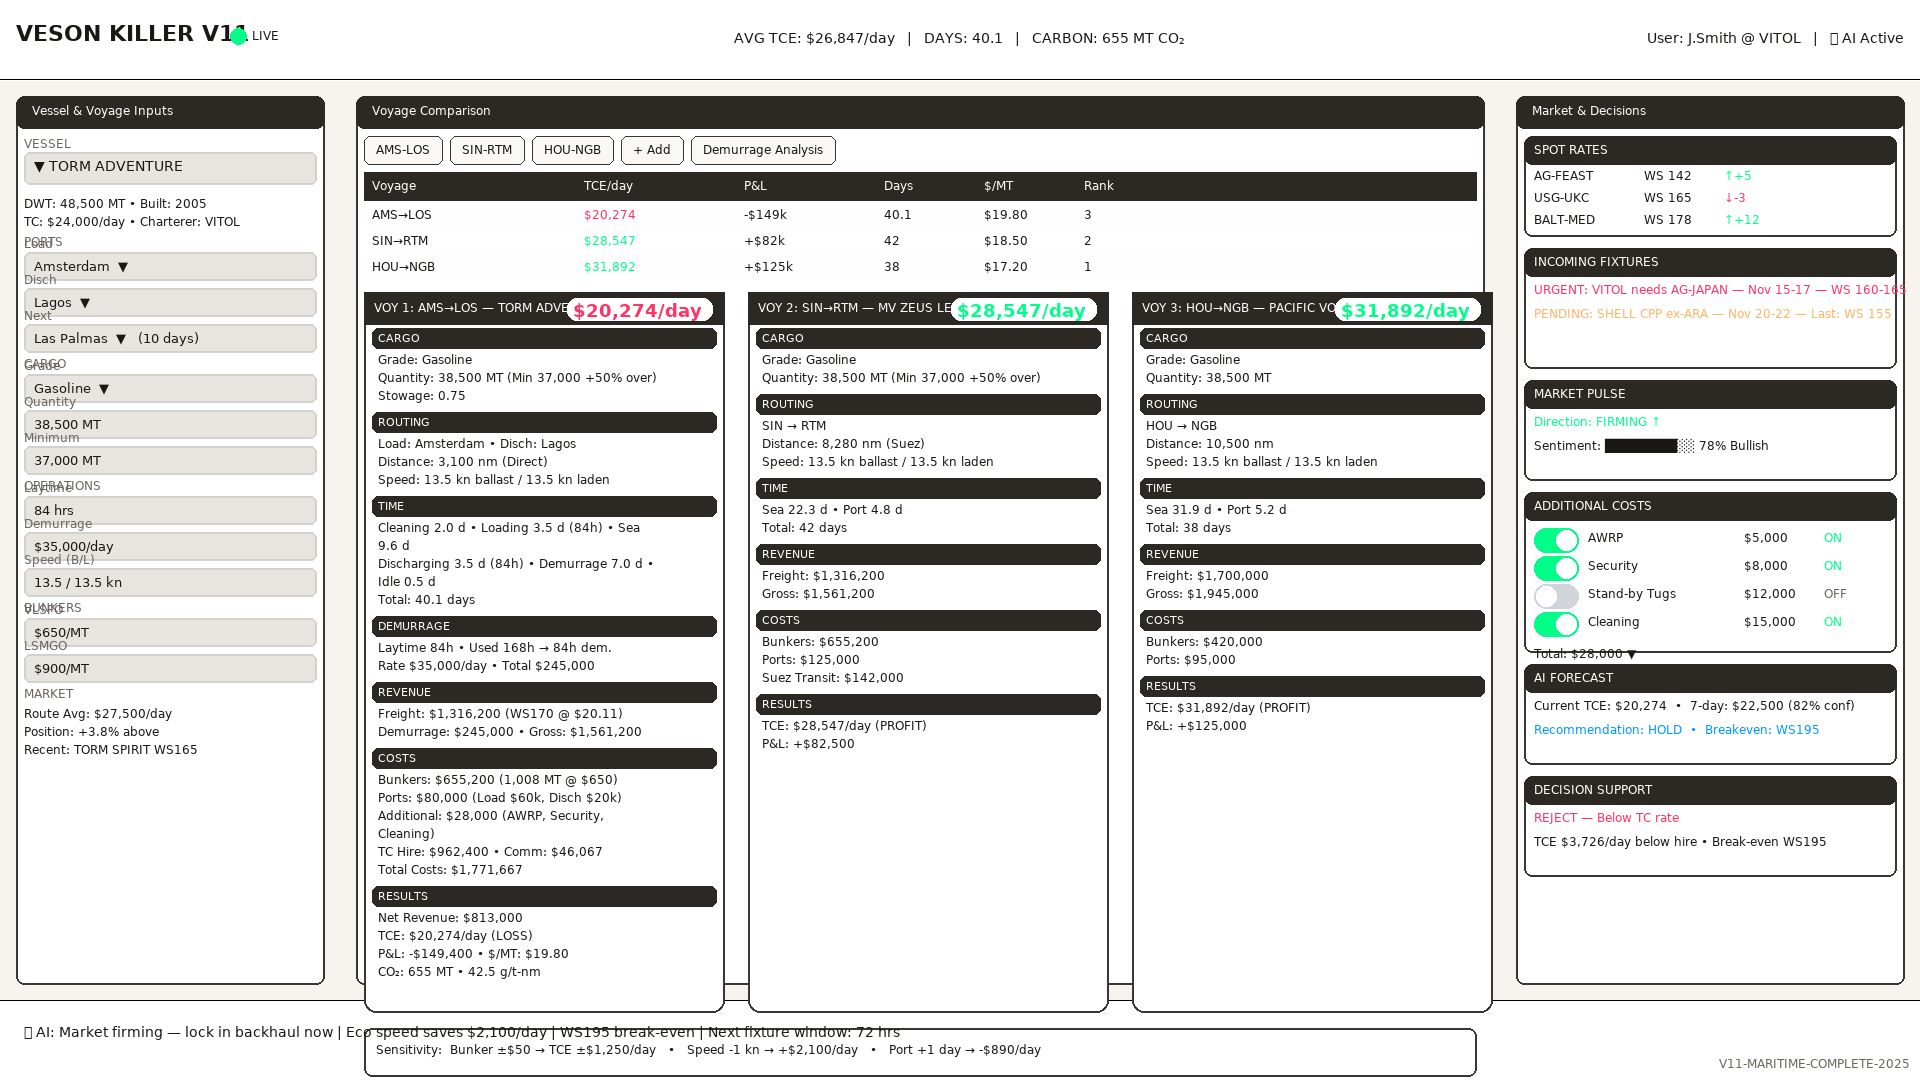 VESON KILLER V11
LIVE
AVG TCE: $26,847/day | DAYS: 40.1 | CARBON: 655 MT CO₂
User: J.Smith @ VITOL | AI Active
Vessel & Voyage Inputs
VESSEL
▼ TORM ADVENTURE
DWT: 48,500 MT • Built: 2005
TC: $24,000/day • Charterer: VITOL
PORTS
Load
Amsterdam ▼
Disch
Lagos ▼
Next
Las Palmas ▼ (10 days)
CARGO
Grade
Gasoline ▼
Quantity
38,500 MT
Minimum
37,000 MT
OPERATIONS
Laytime
84 hrs
Demurrage
$35,000/day
Speed (B/L)
13.5 / 13.5 kn
BUNKERS
VLSFO
$650/MT
LSMGO
$900/MT
MARKET
Route Avg: $27,500/day
Position: +3.8% above
Recent: TORM SPIRIT WS165
Voyage Comparison
AMS-LOS SIN-RTM HOU-NGB + Add Demurrage Analysis
Voyage TCE/day P&L Days $/MT Rank
AMS→LOS $20,274 -$149k 40.1 $19.80 3
SIN→RTM $28,547 +$82k 42 $18.50 2
HOU→NGB $31,892 +$125k 38 $17.20 1
VOY 1: AMS→LOS — TORM ADVE
$20,274/day
CARGO
Grade: Gasoline
Quantity: 38,500 MT (Min 37,000 +50% over)
Stowage: 0.75
ROUTING
Load: Amsterdam • Disch: Lagos
Distance: 3,100 nm (Direct)
Speed: 13.5 kn ballast / 13.5 kn laden
TIME
Cleaning 2.0 d • Loading 3.5 d (84h) • Sea
9.6 d
Discharging 3.5 d (84h) • Demurrage 7.0 d •
Idle 0.5 d
Total: 40.1 days
DEMURRAGE
Laytime 84h • Used 168h → 84h dem.
Rate $35,000/day • Total $245,000
REVENUE
Freight: $1,316,200 (WS170 @ $20.11)
Demurrage: $245,000 • Gross: $1,561,200
COSTS
Bunkers: $655,200 (1,008 MT @ $650)
Ports: $80,000 (Load $60k, Disch $20k)
Additional: $28,000 (AWRP, Security,
Cleaning)
TC Hire: $962,400 • Comm: $46,067
Total Costs: $1,771,667
RESULTS
Net Revenue: $813,000
TCE: $20,274/day (LOSS)
P&L: -$149,400 • $/MT: $19.80
CO₂: 655 MT • 42.5 g/t-nm
VOY 2: SIN→RTM — MV ZEUS LE
$28,547/day
CARGO
Grade: Gasoline
Quantity: 38,500 MT (Min 37,000 +50% over)
ROUTING
SIN → RTM
Distance: 8,280 nm (Suez)
Speed: 13.5 kn ballast / 13.5 kn laden
TIME
Sea 22.3 d • Port 4.8 d
Total: 42 days
REVENUE
Freight: $1,316,200
Gross: $1,561,200
COSTS
Bunkers: $655,200
Ports: $125,000
Suez Transit: $142,000
RESULTS
TCE: $28,547/day (PROFIT)
P&L: +$82,500
VOY 3: HOU→NGB — PACIFIC VO
$31,892/day
CARGO
Grade: Gasoline
Quantity: 38,500 MT
ROUTING
HOU → NGB
Distance: 10,500 nm
Speed: 13.5 kn ballast / 13.5 kn laden
TIME
Sea 31.9 d • Port 5.2 d
Total: 38 days
REVENUE
Freight: $1,700,000
Gross: $1,945,000
COSTS
Bunkers: $420,000
Ports: $95,000
RESULTS
TCE: $31,892/day (PROFIT)
P&L: +$125,000
Market & Decisions
SPOT RATES
AG-FEAST WS 142 ↑+5
USG-UKC WS 165 ↓-3
BALT-MED WS 178 ↑+12
INCOMING FIXTURES
URGENT: VITOL needs AG-JAPAN — Nov 15-17 — WS 160-165
PENDING: SHELL CPP ex-ARA — Nov 20-22 — Last: WS 155
MARKET PULSE
Direction: FIRMING ↑
Sentiment: ████████░░ 78% Bullish
ADDITIONAL COSTS
AWRP $5,000 ON
Security $8,000 ON
Stand-by Tugs $12,000 OFF
Cleaning $15,000 ON
Total: $28,000 ▼
AI FORECAST
Current TCE: $20,274 • 7-day: $22,500 (82% conf)
Recommendation: HOLD • Breakeven: WS195
DECISION SUPPORT
REJECT — Below TC rate
TCE $3,726/day below hire • Break-even WS195
AI: Market firming — lock in backhaul now | Eco speed saves $2,100/day | WS195 break-even | Next fixture window: 72 hrs
Sensitivity: Bunker ±$50 → TCE ±$1,250/day • Speed -1 kn → +$2,100/day • Port +1 day → -$890/day
V11-MARITIME-COMPLETE-2025